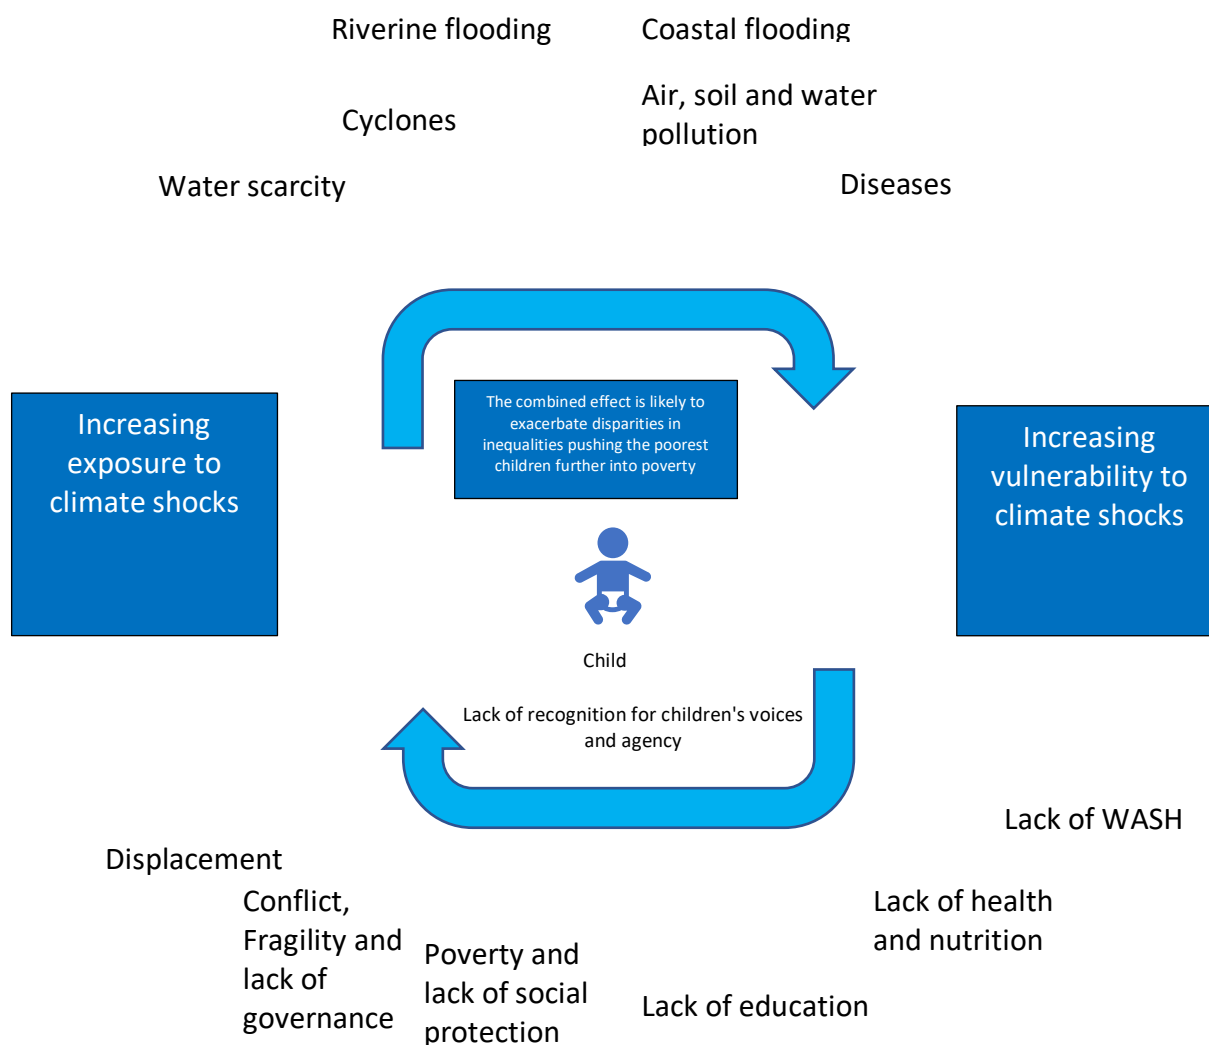 Riverine flooding
Coastal flooding
Air, soil and water
pollution
Cyclones
Water scarcity
Diseases
Increasing
exposure to
climate shocks
The combined effect is likely to
exacerbate disparities in
inequalities pushing the poorest
children further into poverty
Increasing
vulnerability to
climate shocks
Child
Lack of recognition for children's voices
and agency
Lack of WASH
Displacement
Conflict,
Fragility and
lack of
governance
Poverty and
lack of social
protection
Lack of education
Lack of health
and nutrition